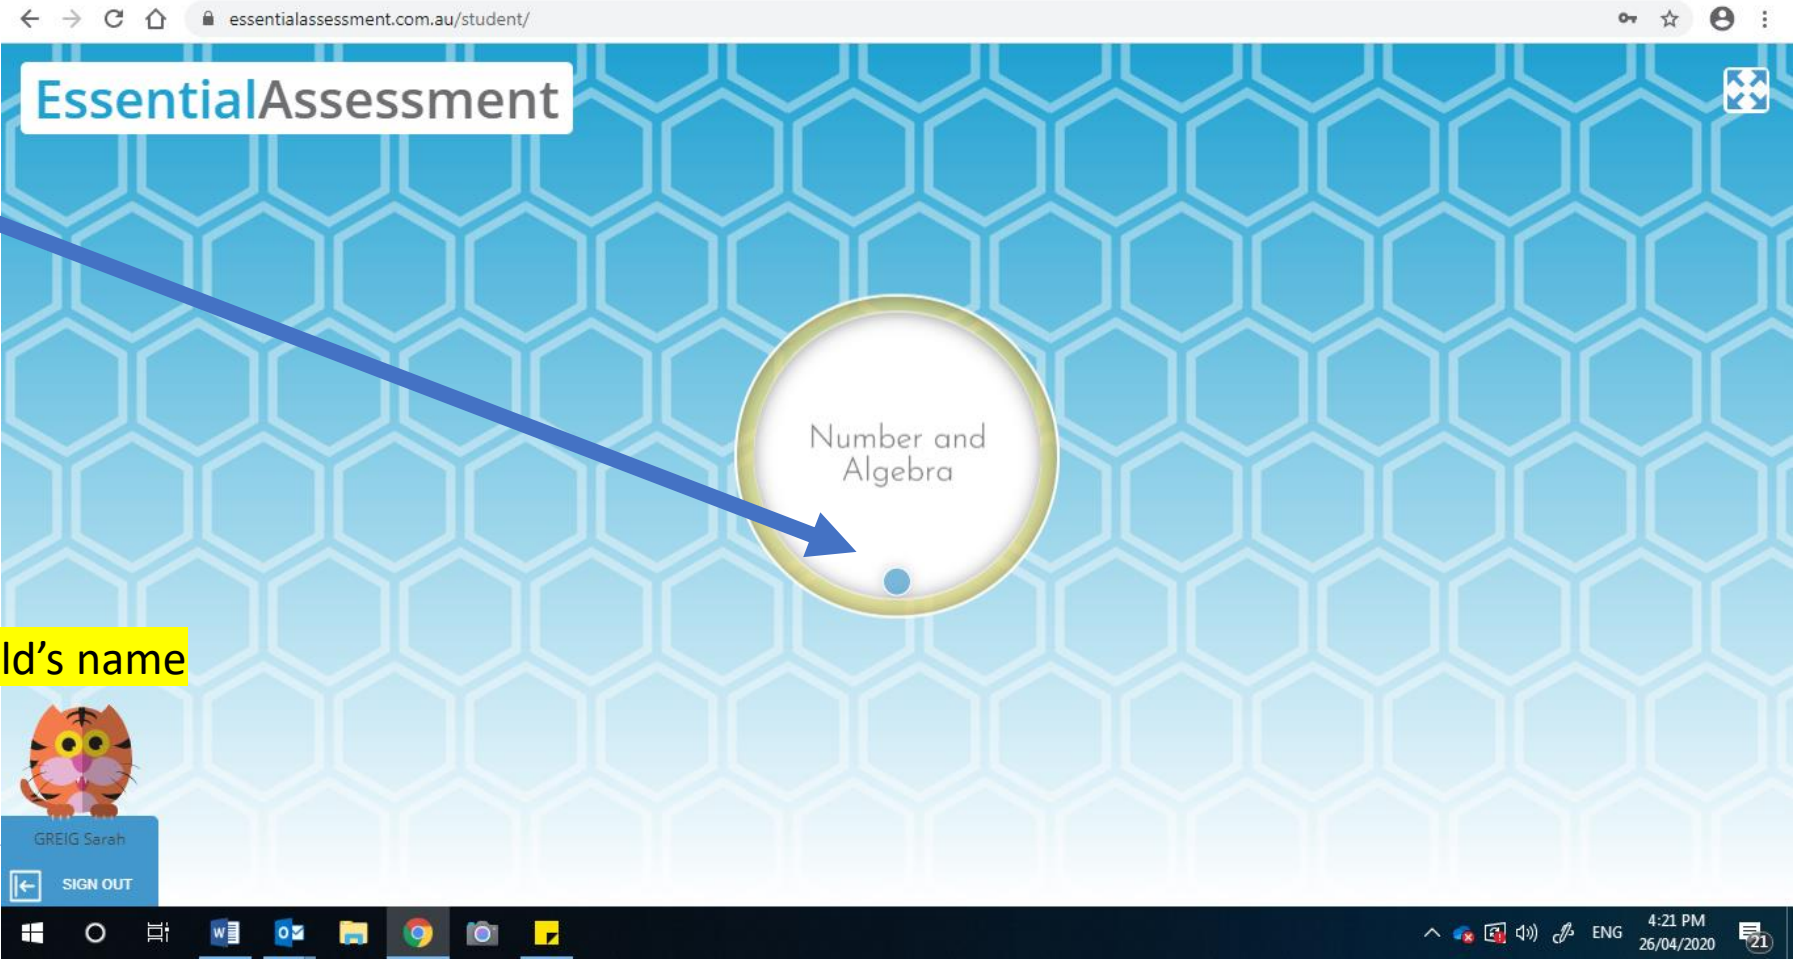 essentialassessment.com.au/student/
EssentialAssessment
Number and
Algebra
ld’s name
GREIG Sarah
SIGN OUT
ENG
4:21 PM
26/04/2020
21